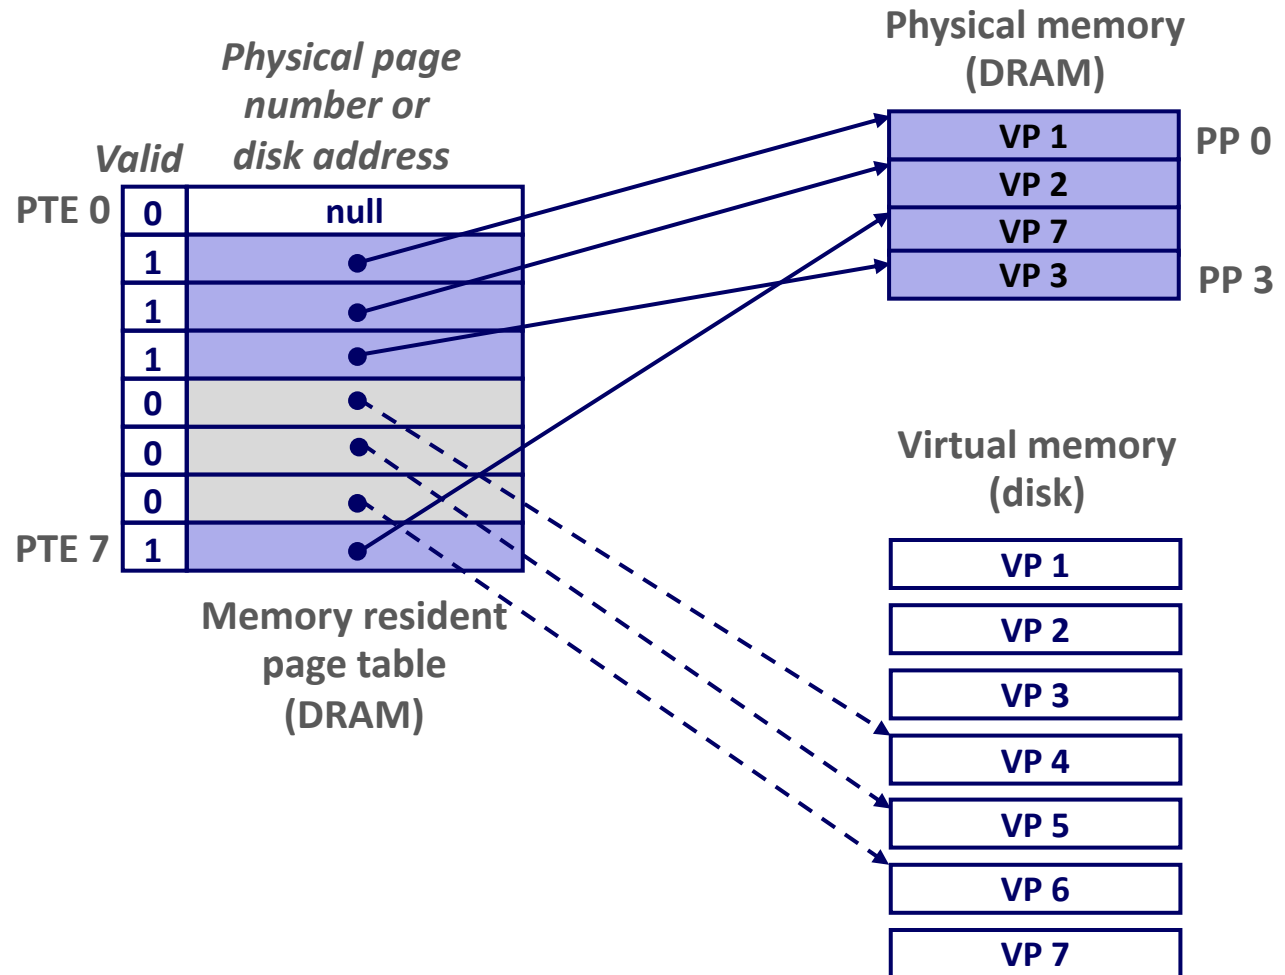 Physical page
number or
disk address
Valid
PTE 0
0
null
1
1
1
0
0
0
PTE 7
1
Memory resident
page table
(DRAM)
Physical memory
(DRAM)
VP 1
PP 0
VP 2
VP 7
VP 3
PP 3
Virtual memory
(disk)
VP 1
VP 2
VP 3
VP 4
VP 5
VP 6
VP 7